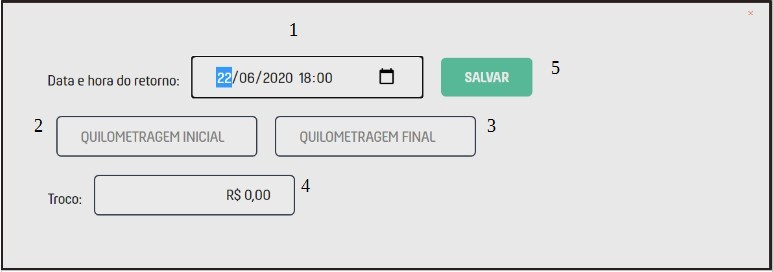 1
×
Data e hora do retorno: 22/06/2020 18:00 SALVAR 5
2 QUILOMETRAGEM INICIAL QUILOMETRAGEM FINAL 3
Troco: R$ 0,00 4